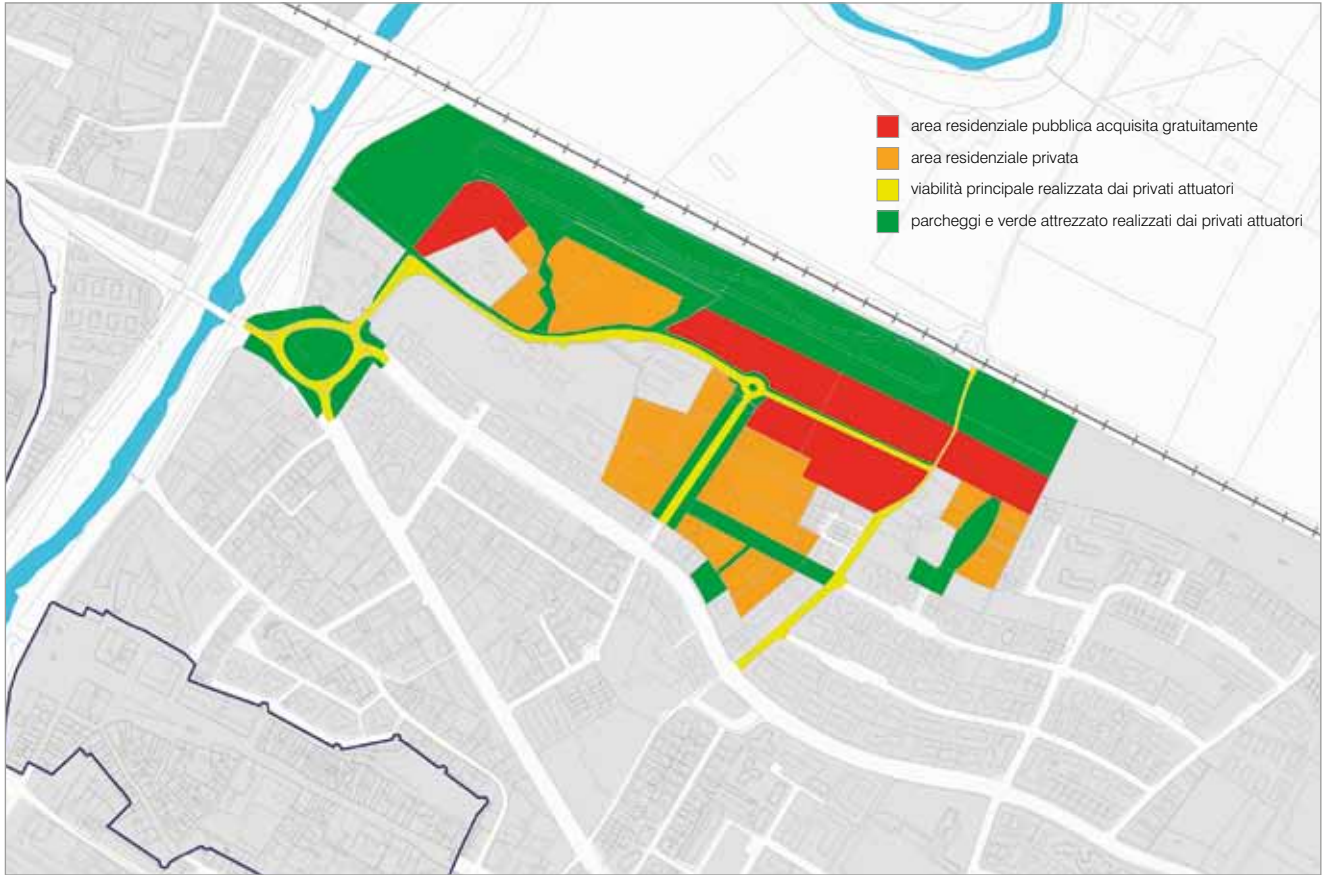 area residenziale pubblica acquisita gratuitamente
area residenziale privata
viabilità principale realizzata dai privati attuatori
parcheggi e verde attrezzato realizzati dai privati attuatori